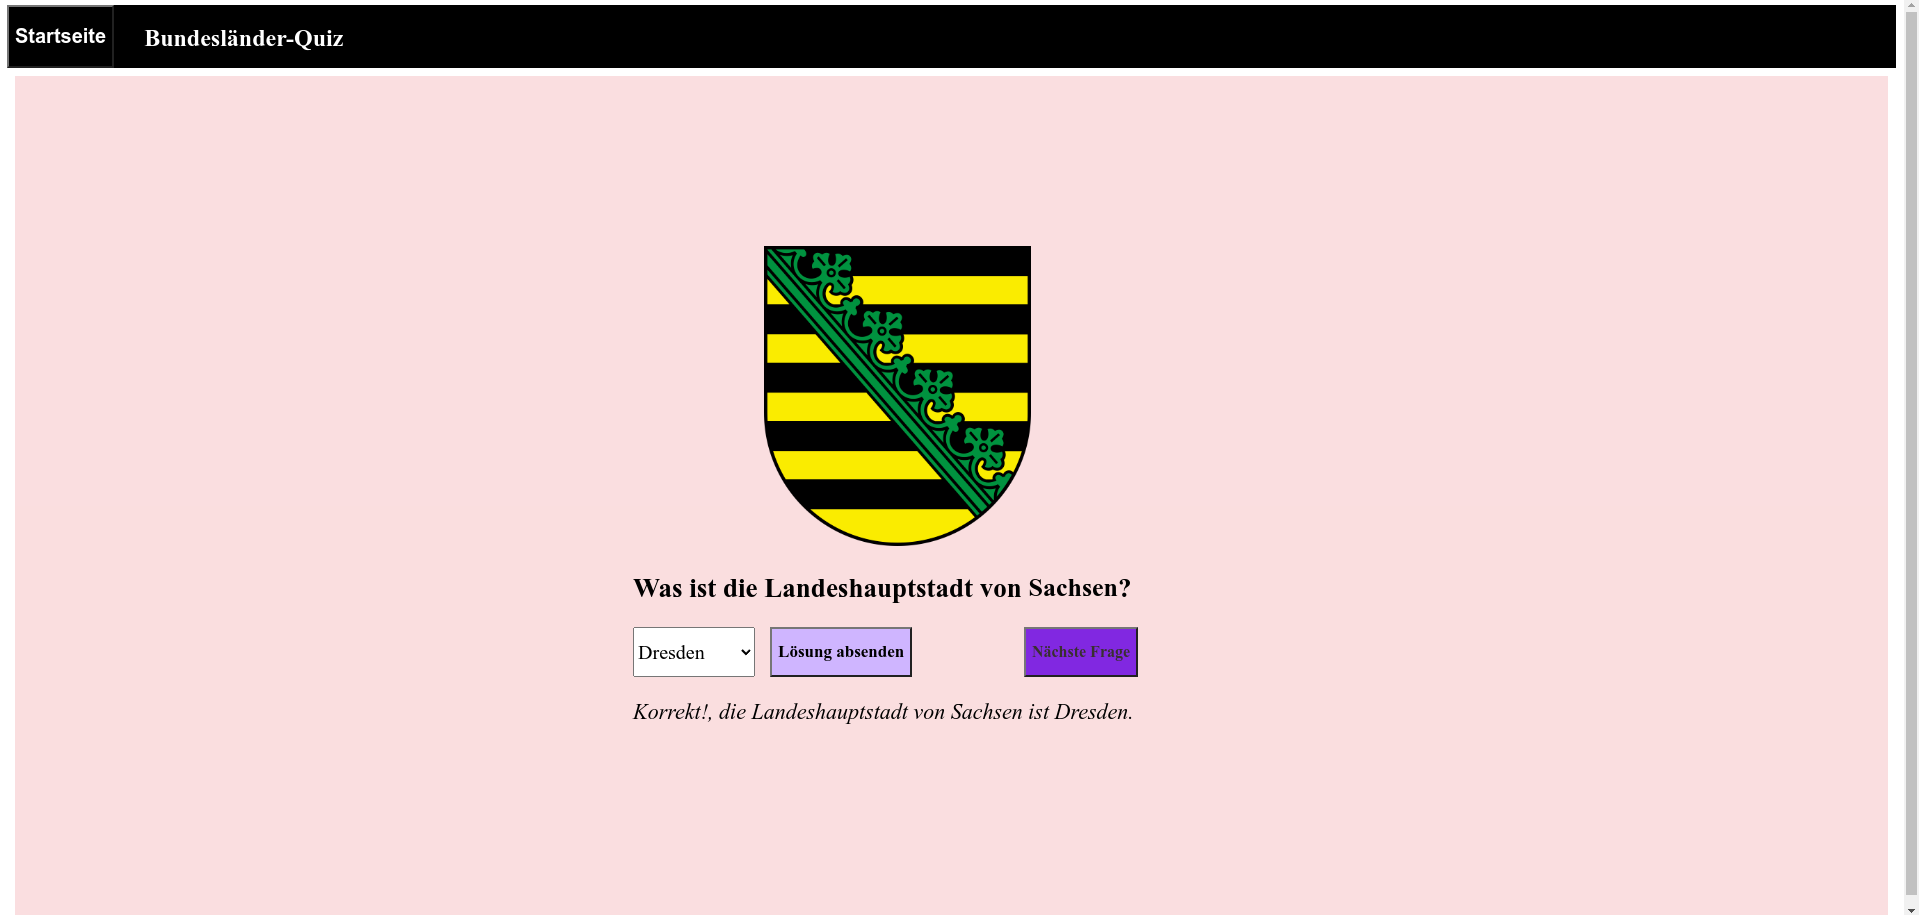 Startseite
Bundesländer-Quiz
Was ist die Landeshauptstadt von Sachsen?
Dresden
Lösung absenden
Nächste Frage
Korrekt!, die Landeshauptstadt von Sachsen ist Dresden.